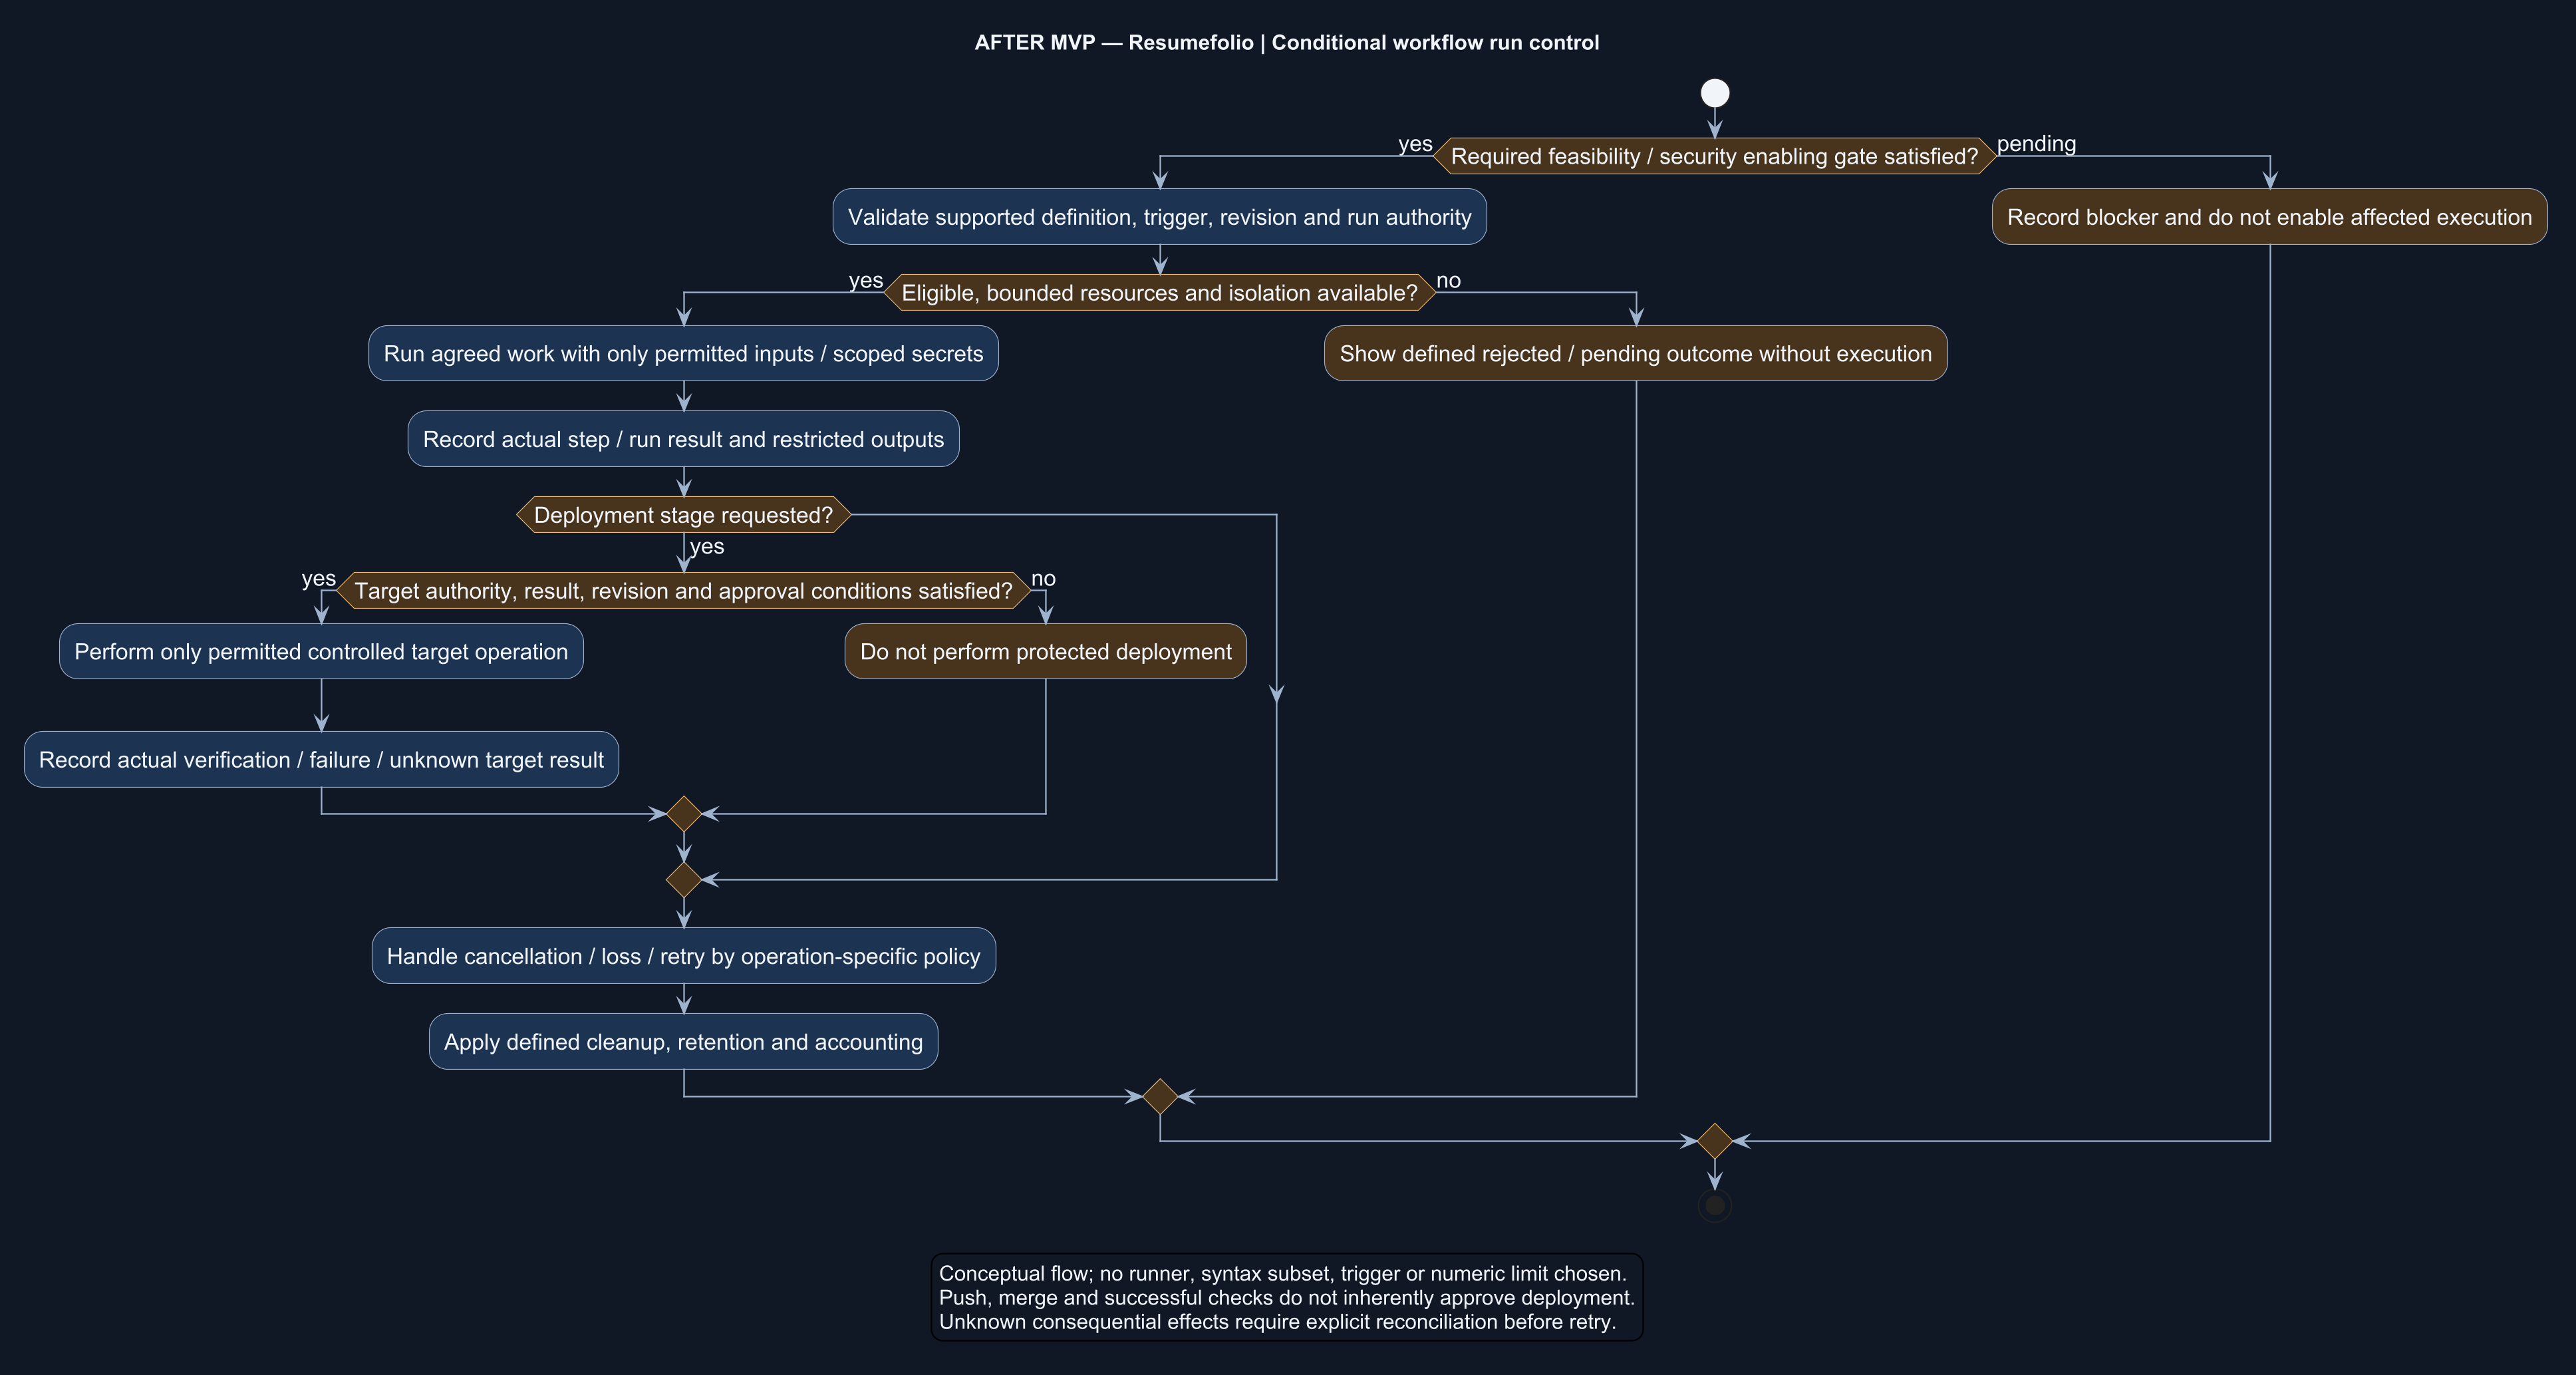 AFTER MVP — Resumefolio | Conditional workflow run control
yes
Required feasibility / security enabling gate satisfied?
pending
Validate supported definition, trigger, revision and run authority
Record blocker and do not enable affected execution
yes
Eligible, bounded resources and isolation available?
no
Run agreed work with only permitted inputs / scoped secrets
Show defined rejected / pending outcome without execution
Record actual step / run result and restricted outputs
Deployment stage requested?
yes
yes
Target authority, result, revision and approval conditions satisfied?
no
Perform only permitted controlled target operation
Do not perform protected deployment
Record actual verification / failure / unknown target result
Handle cancellation / loss / retry by operation-specific policy
Apply defined cleanup, retention and accounting
Conceptual flow; no runner, syntax subset, trigger or numeric limit chosen.
Push, merge and successful checks do not inherently approve deployment.
Unknown consequential effects require explicit reconciliation before retry.